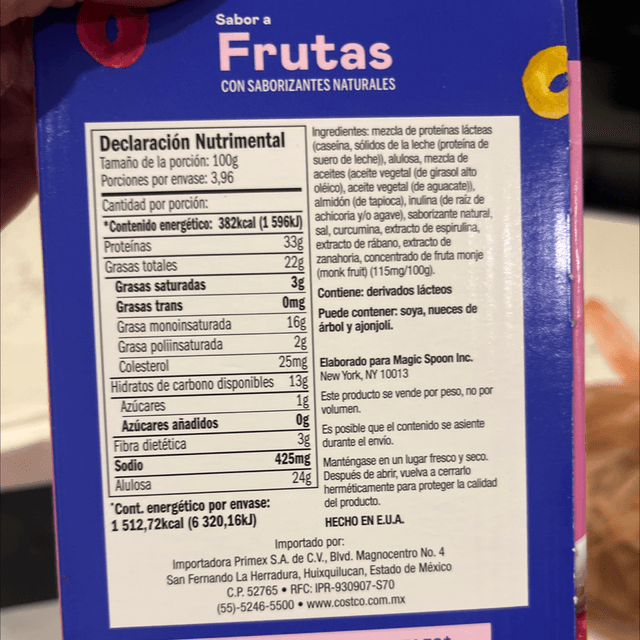 Sabor a
Frutas
CON SABORIZANTES NATURALES
Declaración Nutrimental
Tamaño de la porción: 100g
Porciones por envase: 3,96
Cantidad por porción:
*Contenido energético: 382kcal (1 596kJ)
Proteínas 33g
Grasas totales 22g
Grasas saturadas 3g
Grasas trans 0mg
Grasa monoinsaturada 16g
Grasa poliinsaturada 2g
Colesterol 25mg
Hidratos de carbono disponibles 13g
Azúcares 1g
Azúcares añadidos 0g
Fibra dietética 3g
Sodio 425mg
Alulosa 24g
*Cont. energético por envase:
1 512,72kcal (6 320,16kJ)
Ingredientes: mezcla de proteínas lácteas
(caseína, sólidos de la leche (proteína de
suero de leche)), alulosa, mezcla de
aceites (aceite vegetal (de girasol alto
oléico), aceite vegetal (de aguacate)),
almidón (de tapioca), inulina (de raíz de
achicoria y/o agave), saborizante natural,
sal, curcumina, extracto de espirulina,
extracto de rábano, extracto de
zanahoria, concentrado de fruta monje
(monk fruit) (115mg/100g).
Contiene: derivados lácteos
Puede contener: soya, nueces de
árbol y ajonjolí.
Elaborado para Magic Spoon Inc.
New York, NY 10013
Este producto se vende por peso, no por
volumen.
Es posible que el contenido se asiente
durante el envío.
Manténgase en un lugar fresco y seco.
Después de abrir, vuelva a cerrarlo
herméticamente para proteger la calidad
del producto.
HECHO EN E.U.A.
Importado por:
Importadora Primex S.A. de C.V., Blvd. Magnocentro No. 4
San Fernando La Herradura, Huixquilucan, Estado de México
C.P. 52765 • RFC: IPR-930907-S70
(55)-5246-5500 • www.costco.com.mx